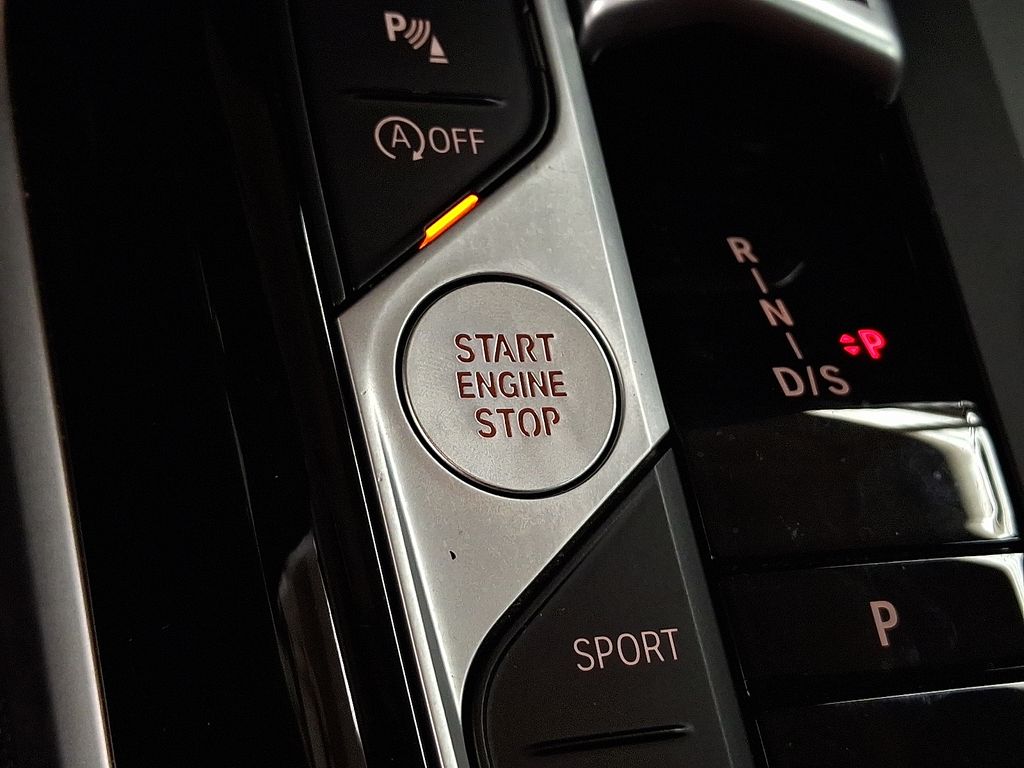 P
A OFF
START
ENGINE
STOP
R
N
D/S
P
P
SPORT